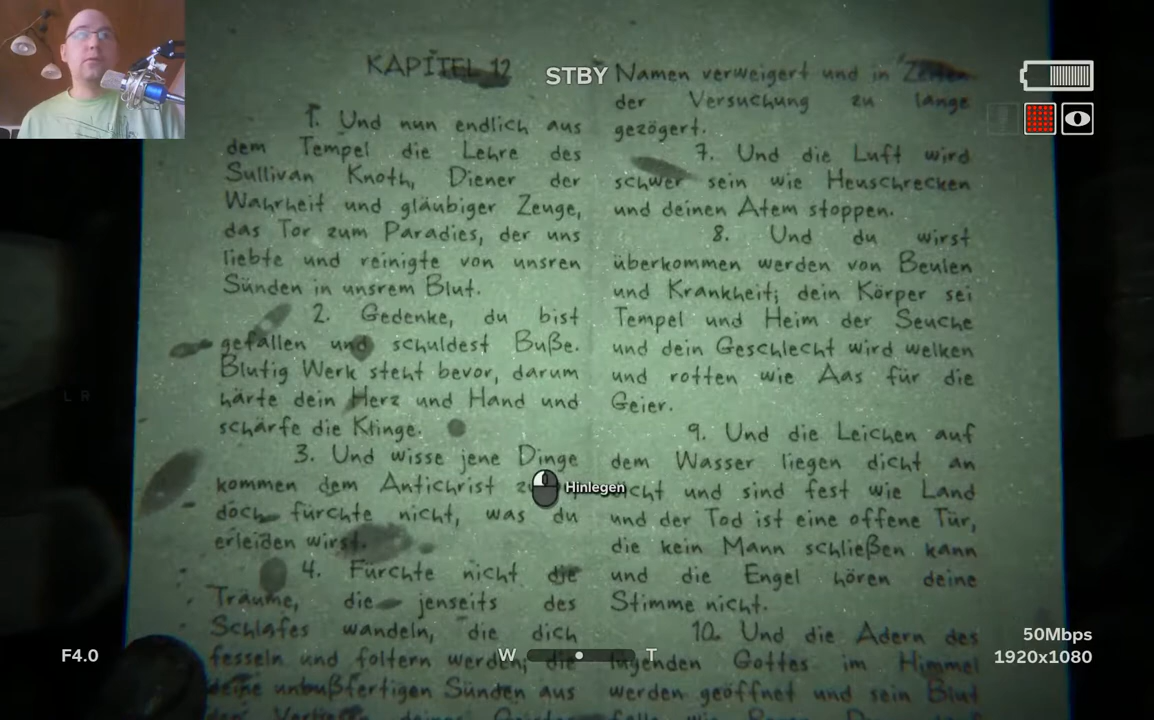 KAPITEL 12
1. Und nun endlich aus
dem Tempel die Lehre des
Sullivan Knoth, Diener der
Wahrheit und gläubiger Zeuge,
das Tor zum Paradies, der uns
liebte und reinigte von unsren
Sünden in unsrem Blut.
2. Gedenke, du bist
gefallen und schuldest Buße.
Blutig Werk steht bevor, darum
härte dein Herz und Hand und
schärfe die Klinge.
3. Und wisse jene Dinge
kommen dem Antichrist
doch fürchte nicht, was du
erleiden wirst.
4. Fürchte nicht die
Träume, die jenseits des
Schlafes wandeln, die dich
fesseln und foltern werden; die
deine unbußfertigen Sünden aus
Namen verweigert und in Zeiten
der Versuchung zu lange
gezögert.
7. Und die Luft wird
schwer sein wie Heuschrecken
und deinen Atem stoppen.
8. Und du wirst
überkommen werden von Beulen
und Krankheit; dein Körper sei
Tempel und Heim der Seuche
und dein Geschlecht wird welken
und rotten wie Aas für die
Geier.
9. Und die Leichen auf
dem Wasser liegen dicht an
dicht und sind fest wie Land
und der Tod ist eine offene Tür,
die kein Mann schließen kann
und die Engel hören deine
Stimme nicht.
10. Und die Adern des
lügenden Gottes im Himmel
werden geöffnet und sein Blut
STBY
Hinlegen
L R
F4.0
W T
50Mbps
1920x1080